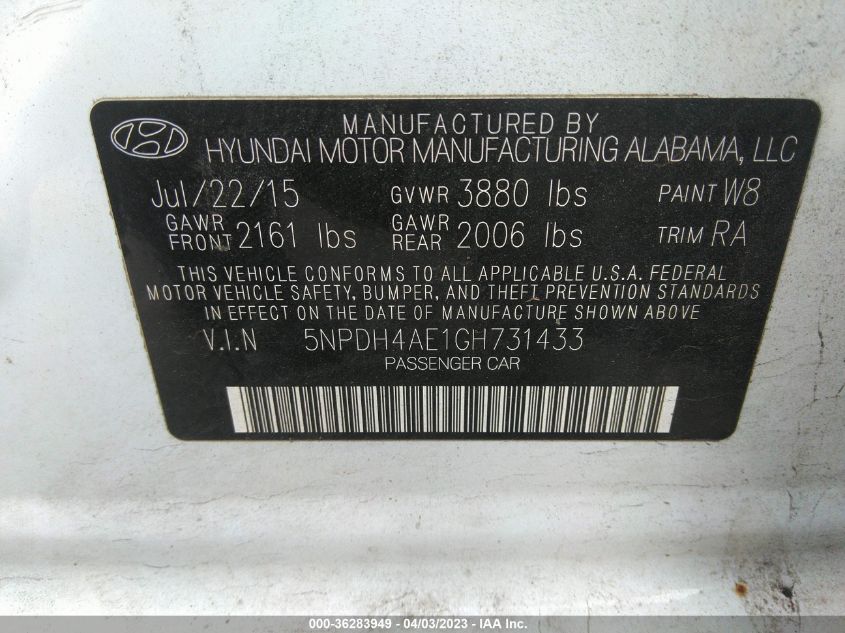 MANUFACTURED BY
HYUNDAI MOTOR MANUFACTURING ALABAMA, LLC
Jul/22/15 GVWR 3880 lbs PAINT W8
GAWR FRONT 2161 lbs GAWR REAR 2006 lbs TRIM RA
THIS VEHICLE CONFORMS TO ALL APPLICABLE U.S.A. FEDERAL
MOTOR VEHICLE SAFETY, BUMPER, AND THEFT PREVENTION STANDARDS
IN EFFECT ON THE DATE OF MANUFACTURE SHOWN ABOVE
V.I.N 5NPDH4AE1GH731433
PASSENGER CAR
000-36283949 - 04/03/2023 - IAA Inc.